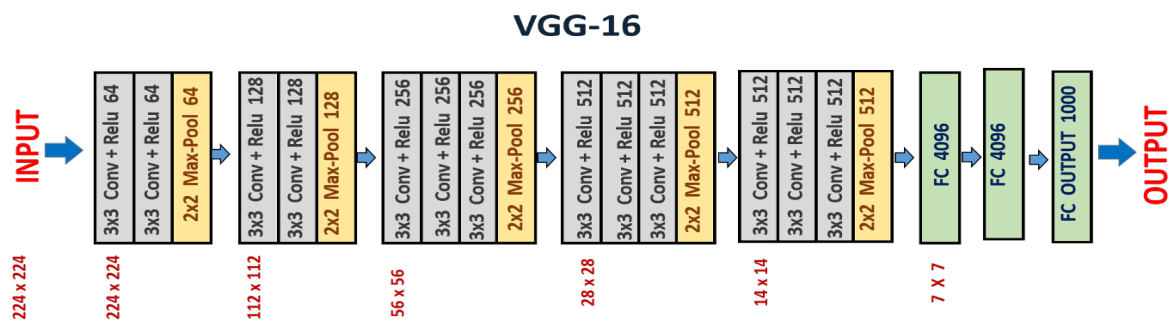 VGG-16
INPUT
3x3 Conv + Relu 64
3x3 Conv + Relu 64
2x2 Max-Pool 64
3x3 Conv + Relu 128
3x3 Conv + Relu 128
2x2 Max-Pool 128
3x3 Conv + Relu 256
3x3 Conv + Relu 256
3x3 Conv + Relu 256
2x2 Max-Pool 256
3x3 Conv + Relu 512
3x3 Conv + Relu 512
3x3 Conv + Relu 512
2x2 Max-Pool 512
3x3 Conv + Relu 512
3x3 Conv + Relu 512
3x3 Conv + Relu 512
2x2 Max-Pool 512
FC 4096
FC 4096
FC OUTPUT 1000
OUTPUT
224 x 224
224 x 224
112 x 112
56 x 56
28 x 28
14 x 14
7 X 7